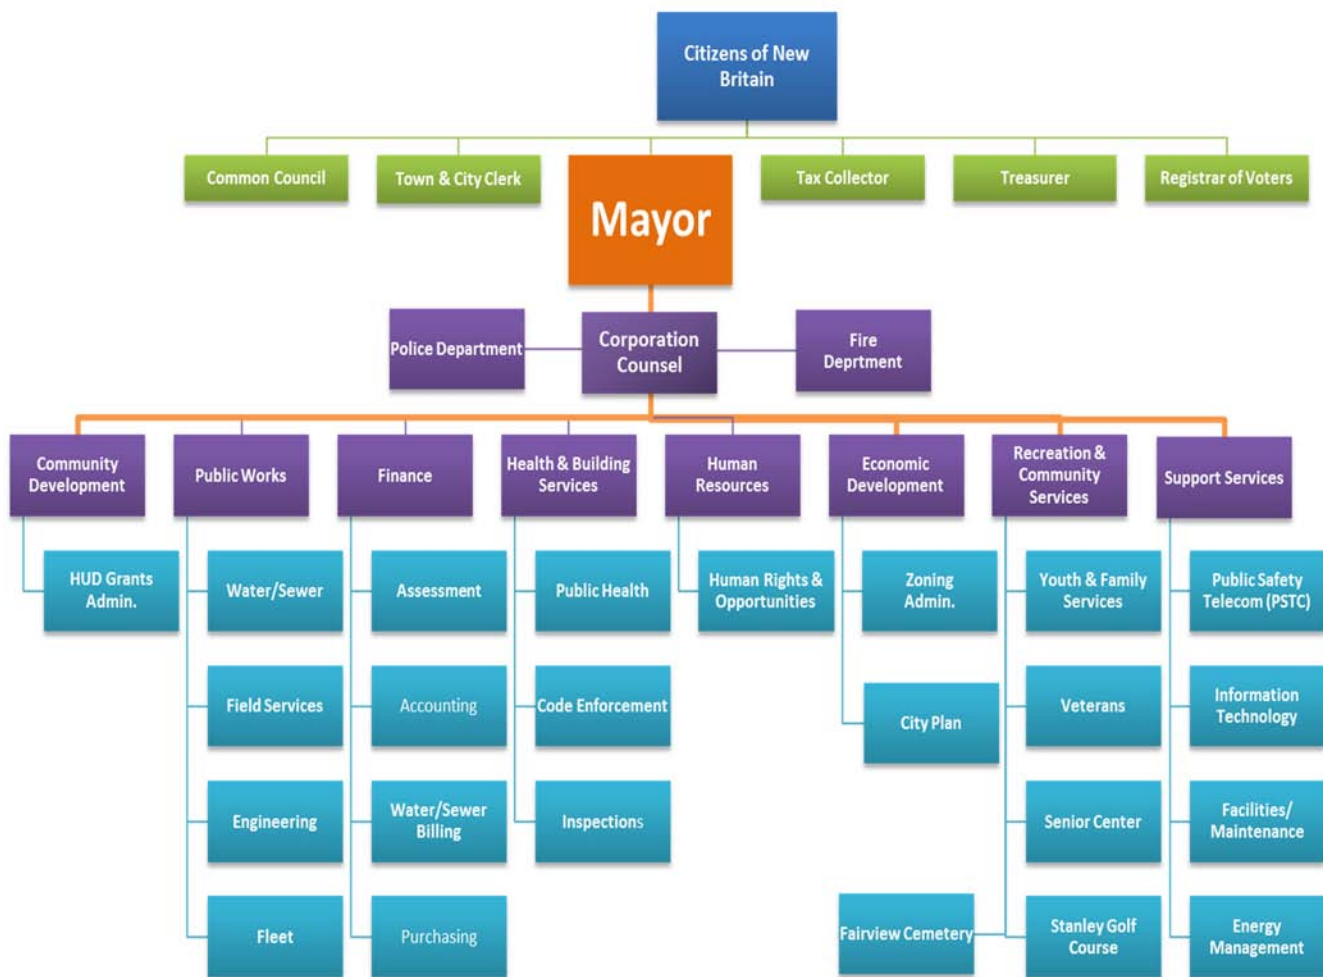 Citizens of New
Britain
Common Council
Town & City Clerk
Mayor
Tax Collector
Treasurer
Registrar of Voters
Police Department
Corporation
Counsel
Fire
Deprtment
Community
Development
Public Works
Finance
Health & Building
Services
Human
Resources
Economic
Development
Recreation &
Community
Services
Support Services
HUD Grants
Admin.
Water/Sewer
Assessment
Public Health
Human Rights &
Opportunities
Zoning
Admin.
Youth & Family
Services
Public Safety
Telecom (PSTC)
Field Services
Accounting
Code Enforcement
City Plan
Veterans
Information
Technology
Engineering
Water/Sewer
Billing
Inspections
Senior Center
Facilities/
Maintenance
Fleet
Purchasing
Fairview Cemetery
Stanley Golf
Course
Energy
Management